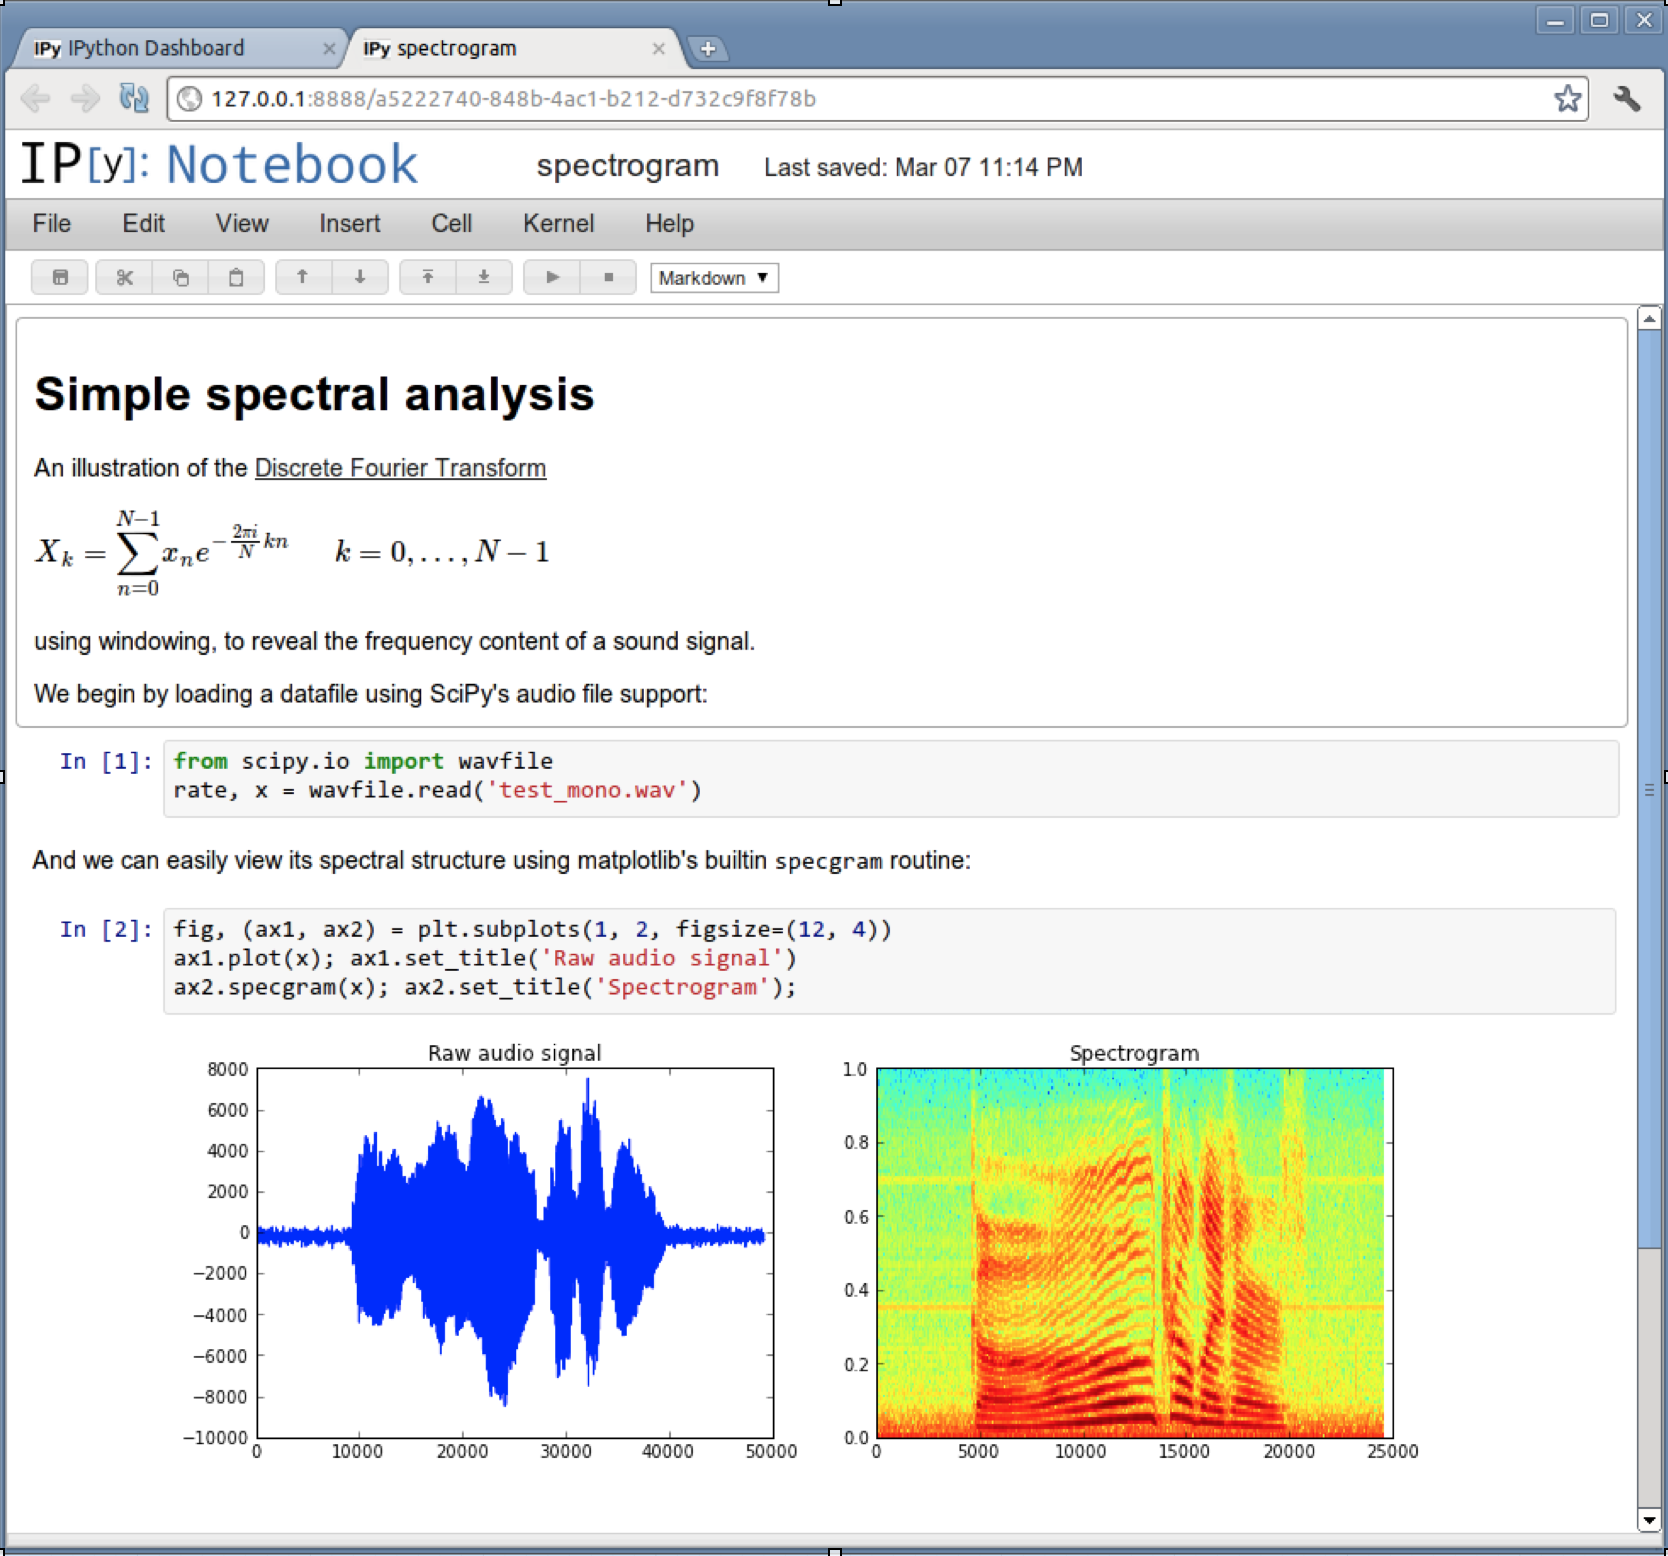 IPy IPython Dashboard
IPy spectrogram
127.0.0.1:8888/a5222740-848b-4ac1-b212-d732c9f8f78b
IP[y]: Notebook spectrogram Last saved: Mar 07 11:14 PM
File Edit View Insert Cell Kernel Help
Markdown
Simple spectral analysis
An illustration of the Discrete Fourier Transform
X_k = \sum_{n=0}^{N-1} x_n e^{-\frac{2\pi i}{N} kn} k = 0, . . . , N − 1
using windowing, to reveal the frequency content of a sound signal.
We begin by loading a datafile using SciPy's audio file support:
In [1]: from scipy.io import wavfile
rate, x = wavfile.read('test_mono.wav')
And we can easily view its spectral structure using matplotlib's builtin specgram routine:
In [2]: fig, (ax1, ax2) = plt.subplots(1, 2, figsize=(12, 4))
ax1.plot(x); ax1.set_title('Raw audio signal')
ax2.specgram(x); ax2.set_title('Spectrogram');
Raw audio signal
8000
6000
4000
2000
0
−2000
−4000
−6000
−8000
−10000
0 10000 20000 30000 40000 50000
Spectrogram
1.0
0.8
0.6
0.4
0.2
0.0
0 5000 10000 15000 20000 25000